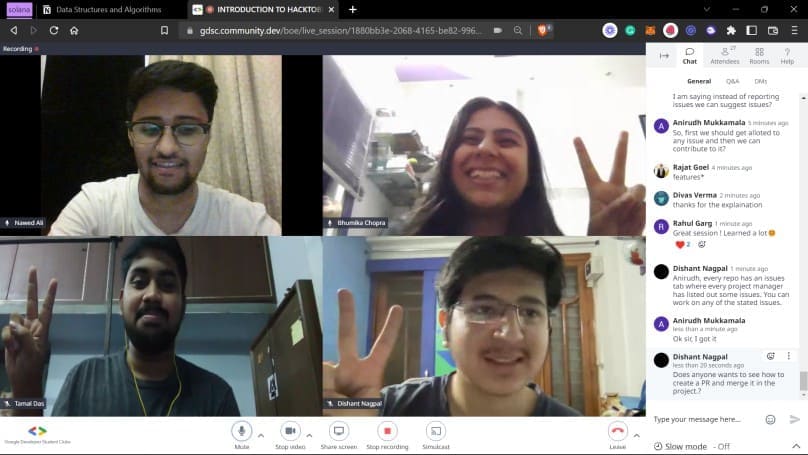 solana
Data Structures and Algorithms
INTRODUCTION TO HACKTOB
gdsc.community.dev/boe/live_session/1880bb3e-2068-4165-be82-996...
Recording
Chat
27
Attendees
Rooms
Help
General
Q&A
DMs
I am saying instead of reporting
issues we can suggest issues?
A
Anirudh Mukkamala 5 minutes ago
So, first we should get alloted to
any issue and then we can
contribute to it?
Rajat Goel 4 minutes ago
features*
Divas Verma 2 minutes ago
thanks for the explaination
R
Rahul Garg 1 minute ago
Great session ! Learned a lot
2
Dishant Nagpal 1 minute ago
Anirudh, every repo has an issues
tab where every project manager
has listed out some issues. You can
work on any of the stated issues.
A
Anirudh Mukkamala
less than a minute ago
Ok sir, I got it
Dishant Nagpal
less than 20 seconds ago
Does anyone wants to see how to
create a PR and merge it in the
project.?
Type your message here...
Slow mode - Off
Nawed Ali
Bhumika Chopra
Tamal Das
Dishant Nagpal
Google Developer Student Clubs
Mute
Stop video
Share screen
Stop recording
Simulcast
Leave